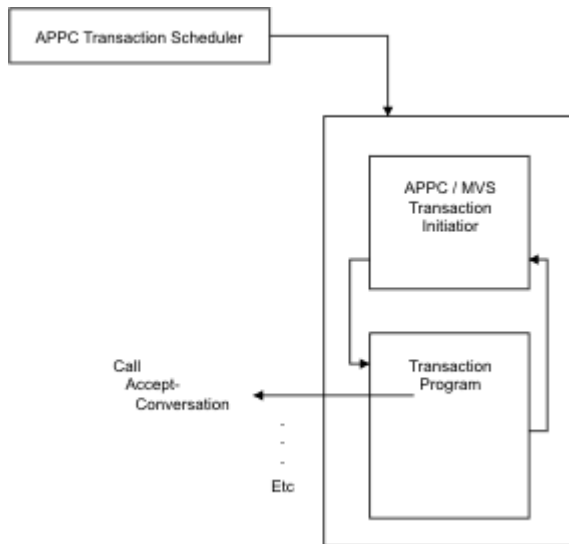 APPC Transaction Scheduler
APPC / MVS
Transaction
Initiatior
Transaction
Program
Call
Accept-
Conversation
-
-
-
-
Etc